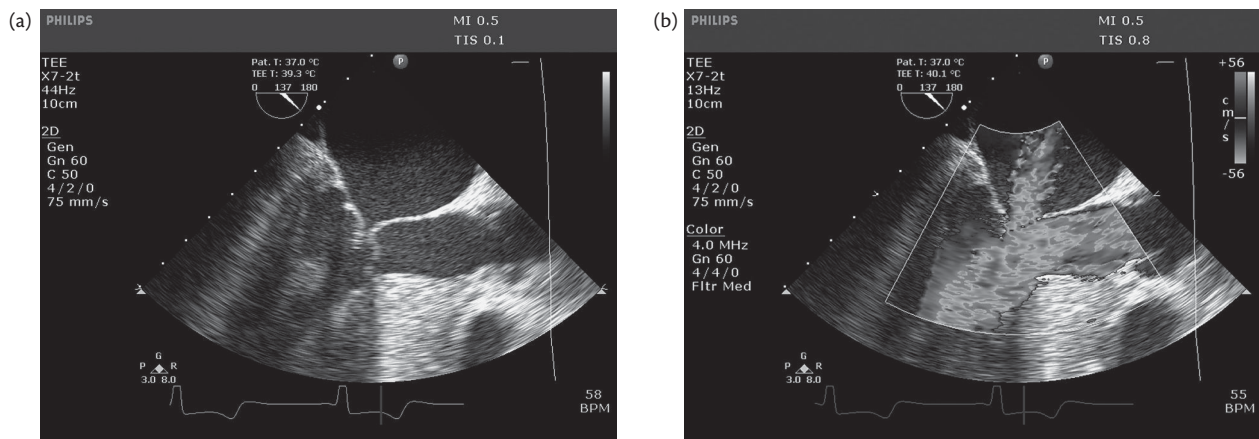 (a)
PHILIPS
MI 0.5
TIS 0.1
TEE
X7-2t
44Hz
10cm
2D
Gen
Gn 60
C 50
4/2/0
75 mm/s
Pat. T: 37.0 °C
TEE T: 39.3 °C
0 137 180
P
G
P R
3.0 8.0
58
BPM
(b)
PHILIPS
MI 0.5
TIS 0.8
TEE
X7-2t
13Hz
10cm
2D
Gen
Gn 60
C 50
4/2/0
75 mm/s
Color
4.0 MHz
Gn 60
4/4/0
Fltr Med
Pat. T: 37.0 °C
TEE T: 40.1 °C
0 137 180
P
+56
c
m
/
s
-56
G
P R
3.0 8.0
55
BPM